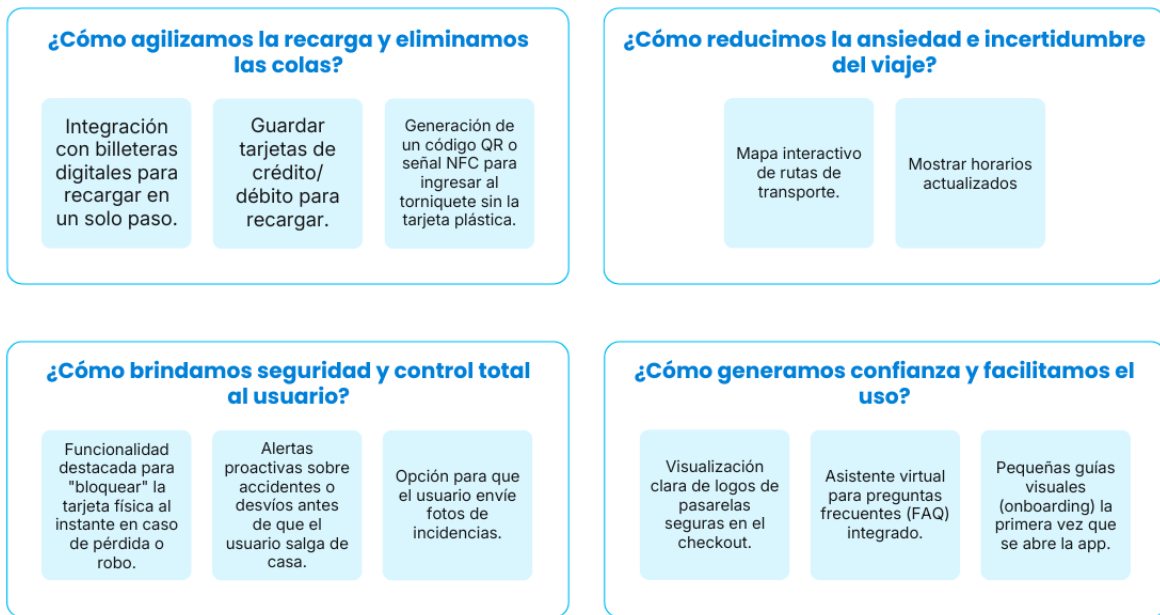 ¿Cómo agilizamos la recarga y eliminamos
las colas?
Integración
con billeteras
digitales para
recargar en
un solo paso.
Guardar
tarjetas de
crédito/
débito para
recargar.
Generación de
un código QR o
señal NFC para
ingresar al
torniquete sin la
tarjeta plástica.
¿Cómo reducimos la ansiedad e incertidumbre
del viaje?
Mapa interactivo
de rutas de
transporte.
Mostrar horarios
actualizados
¿Cómo brindamos seguridad y control total
al usuario?
Funcionalidad
destacada para
"bloquear" la
tarjeta física al
instante en caso
de pérdida o
robo.
Alertas
proactivas sobre
accidentes o
desvíos antes
de que el
usuario salga de
casa.
Opción para que
el usuario envíe
fotos de
incidencias.
¿Cómo generamos confianza y facilitamos el
uso?
Visualización
clara de logos de
pasarelas
seguras en el
checkout.
Asistente virtual
para preguntas
frecuentes (FAQ)
integrado.
Pequeñas guías
visuales
(onboarding) la
primera vez que
se abre la app.